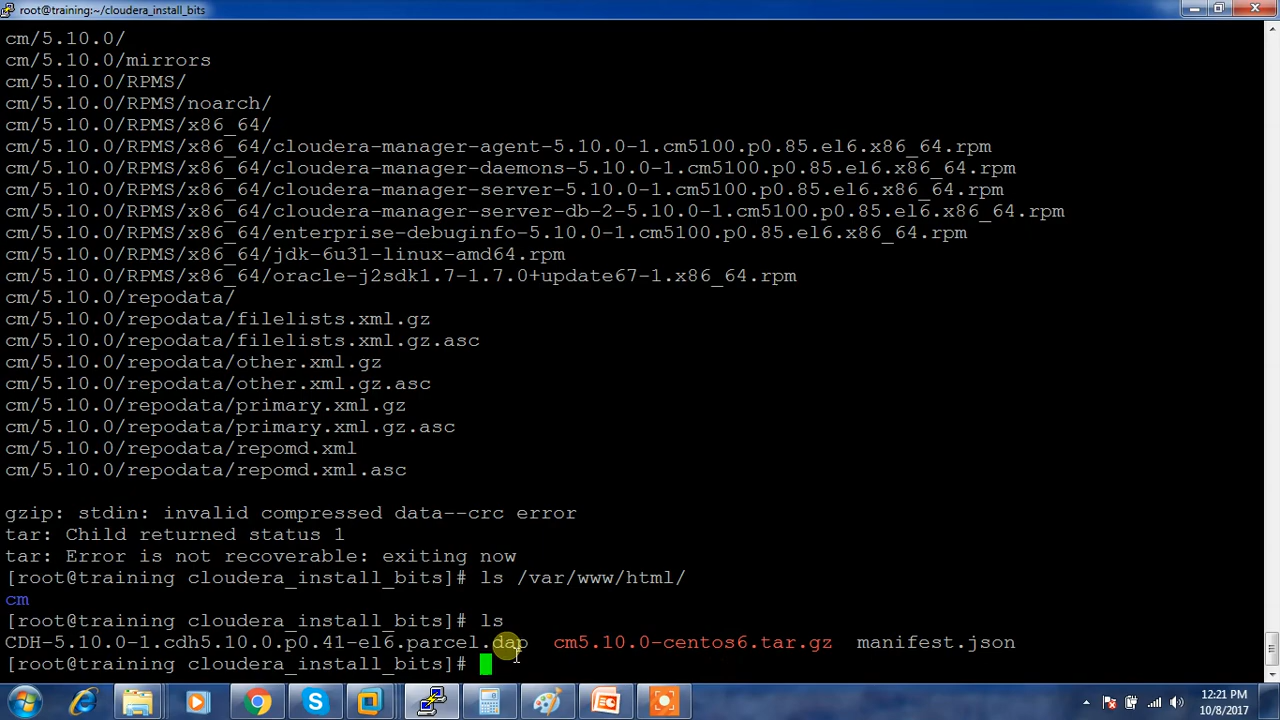 root@training:~/cloudera_install_bits
cm/5.10.0/
cm/5.10.0/mirrors
cm/5.10.0/RPMS/
cm/5.10.0/RPMS/noarch/
cm/5.10.0/RPMS/x86_64/
cm/5.10.0/RPMS/x86_64/cloudera-manager-agent-5.10.0-1.cm5100.p0.85.el6.x86_64.rpm
cm/5.10.0/RPMS/x86_64/cloudera-manager-daemons-5.10.0-1.cm5100.p0.85.el6.x86_64.rpm
cm/5.10.0/RPMS/x86_64/cloudera-manager-server-5.10.0-1.cm5100.p0.85.el6.x86_64.rpm
cm/5.10.0/RPMS/x86_64/cloudera-manager-server-db-2-5.10.0-1.cm5100.p0.85.el6.x86_64.rpm
cm/5.10.0/RPMS/x86_64/enterprise-debuginfo-5.10.0-1.cm5100.p0.85.el6.x86_64.rpm
cm/5.10.0/RPMS/x86_64/jdk-6u31-linux-amd64.rpm
cm/5.10.0/RPMS/x86_64/oracle-j2sdk1.7-1.7.0+update67-1.x86_64.rpm
cm/5.10.0/repodata/
cm/5.10.0/repodata/filelists.xml.gz
cm/5.10.0/repodata/filelists.xml.gz.asc
cm/5.10.0/repodata/other.xml.gz
cm/5.10.0/repodata/other.xml.gz.asc
cm/5.10.0/repodata/primary.xml.gz
cm/5.10.0/repodata/primary.xml.gz.asc
cm/5.10.0/repodata/repomd.xml
cm/5.10.0/repodata/repomd.xml.asc
gzip: stdin: invalid compressed data--crc error
tar: Child returned status 1
tar: Error is not recoverable: exiting now
[root@training cloudera_install_bits]# ls /var/www/html/
cm
[root@training cloudera_install_bits]# ls
CDH-5.10.0-1.cdh5.10.0.p0.41-el6.parcel.dap  cm5.10.0-centos6.tar.gz  manifest.json
[root@training cloudera_install_bits]#
12:21 PM
10/8/2017